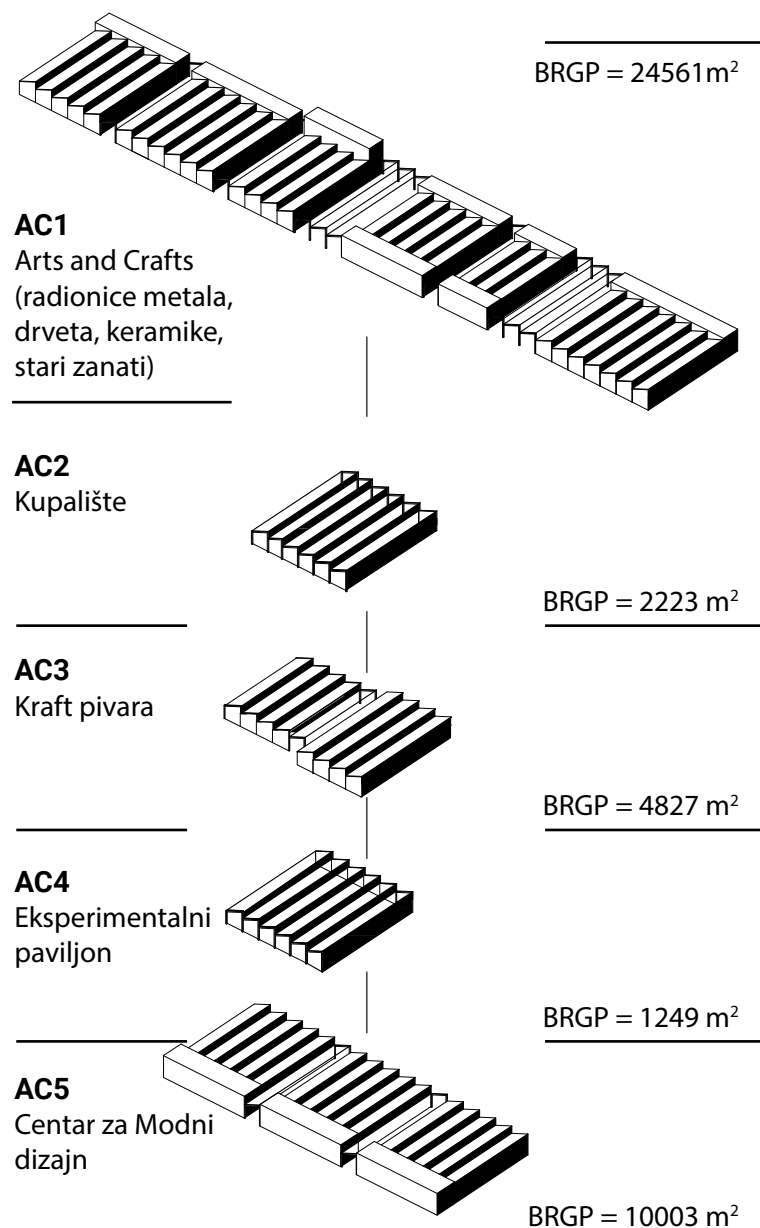 BRGP = 24561m²
AC1
Arts and Crafts
(radionice metala,
drveta, keramike,
stari zanati)
AC2
Kupalište
BRGP = 2223 m²
AC3
Kraft pivara
BRGP = 4827 m²
AC4
Eksperimentalni
paviljon
BRGP = 1249 m²
AC5
Centar za Modni
dizajn
BRGP = 10003 m²